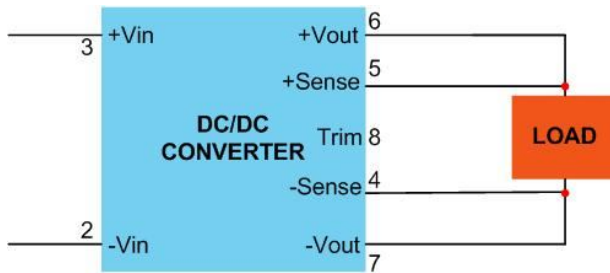 6
3 +Vin +Vout
5
+Sense
DC/DC
CONVERTER
Trim 8
LOAD
4
-Sense
2
-Vin -Vout
7